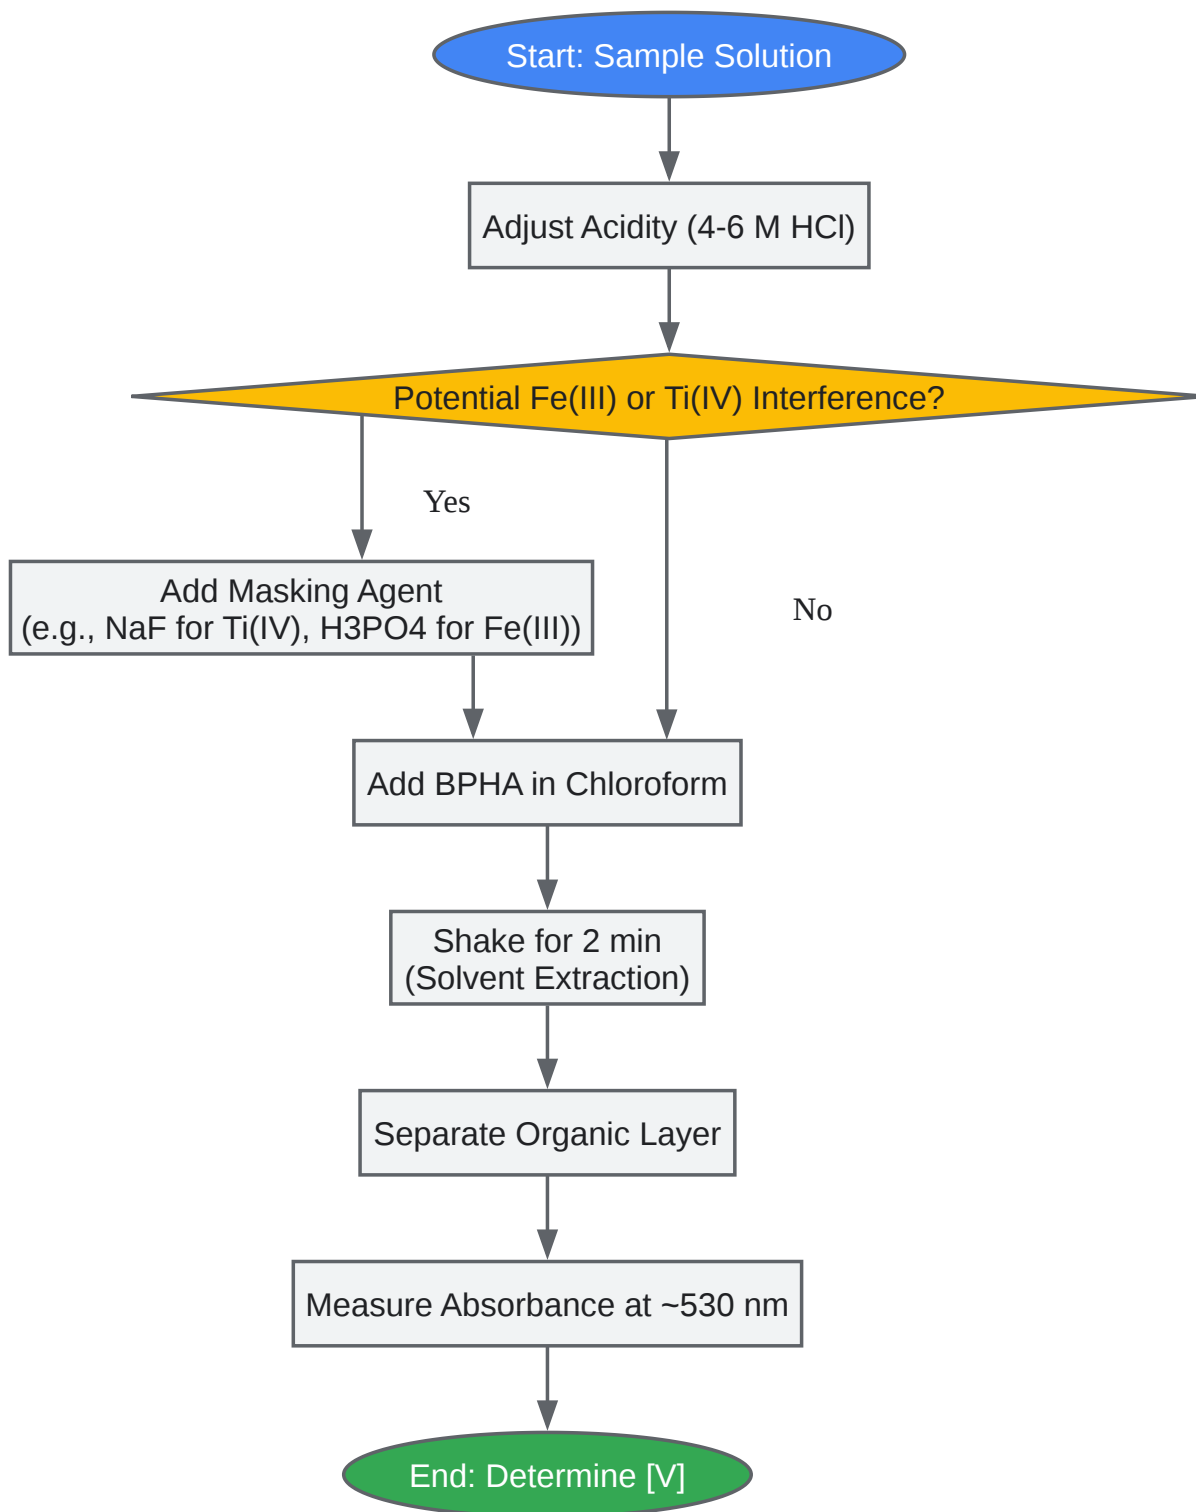 Start: Sample Solution
Adjust Acidity (4-6 M HCl)
Potential Fe(III) or Ti(IV) Interference?
Yes
Add Masking Agent
(e.g., NaF for Ti(IV), H3PO4 for Fe(III))
No
Add BPHA in Chloroform
Shake for 2 min
(Solvent Extraction)
Separate Organic Layer
Measure Absorbance at ~530 nm
End: Determine [V]